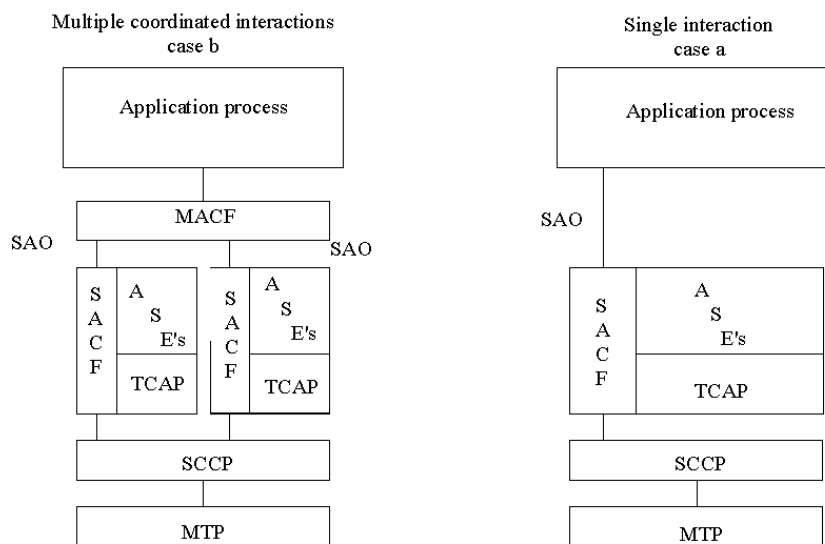 Multiple coordinated interactions
case b
Application process
MACF
SAO
SAO
S
A
C
F
A
S
E's
TCAP
S
A
C
F
A
S
E's
TCAP
SCCP
MTP
Single interaction
case a
Application process
SAO
S
A
C
F
A
S
E's
TCAP
SCCP
MTP